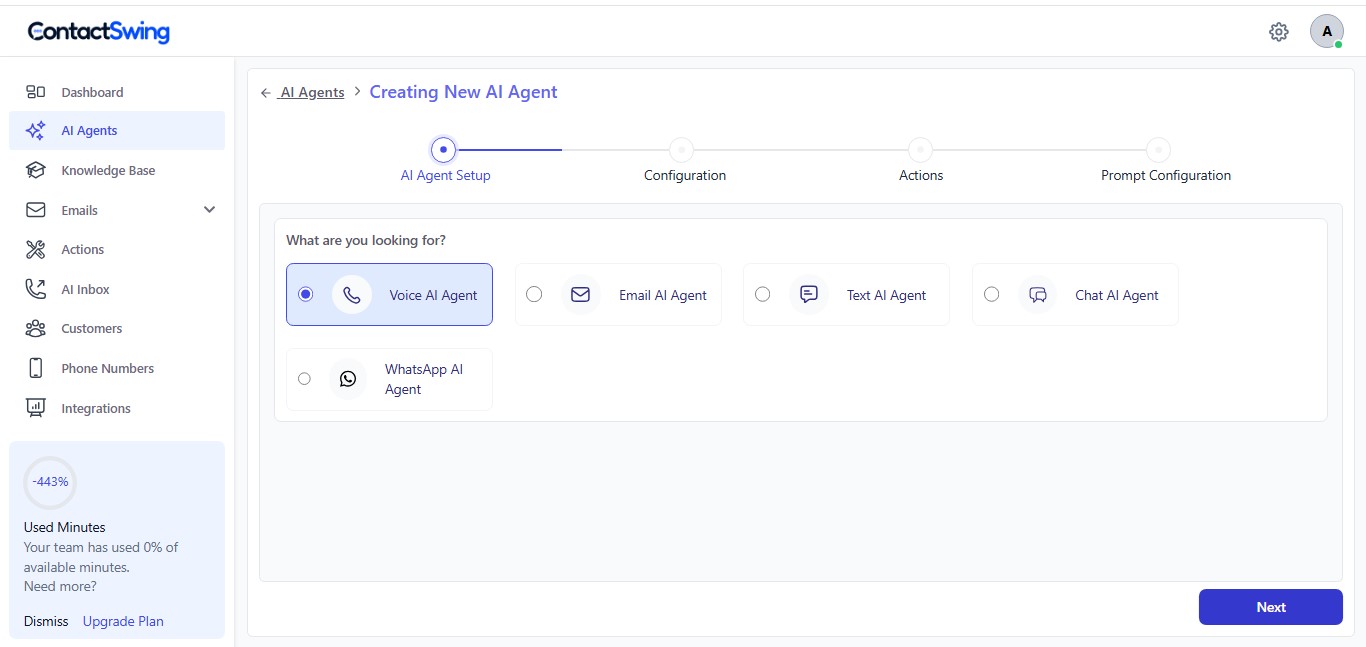 ContactSwing
A
Dashboard
AI Agents
Knowledge Base
Emails
Actions
AI Inbox
Customers
Phone Numbers
Integrations
-443%
Used Minutes
Your team has used 0% of
available minutes.
Need more?
Dismiss Upgrade Plan
← AI Agents > Creating New AI Agent
AI Agent Setup Configuration Actions Prompt Configuration
What are you looking for?
Voice AI Agent Email AI Agent Text AI Agent Chat AI Agent
WhatsApp AI
Agent
Next